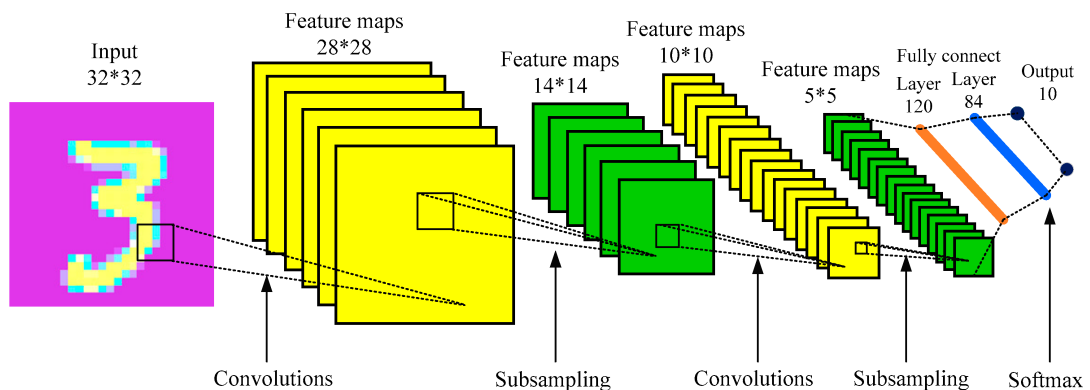 Input
32*32
Feature maps
28*28
Feature maps
14*14
Feature maps
10*10
Feature maps
5*5
Fully connect
Layer
120
Layer
84
Output
10
Convolutions
Subsampling
Convolutions
Subsampling
Softmax